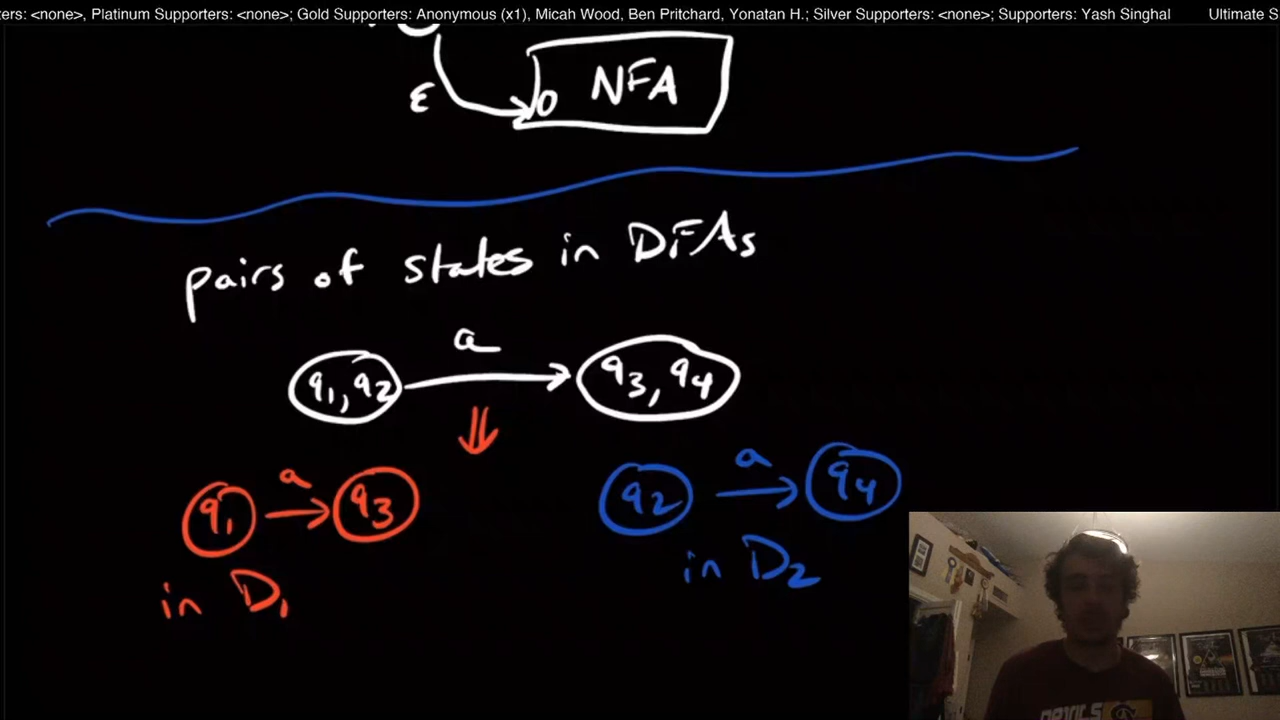 ters: <none>, Platinum Supporters: <none>; Gold Supporters: Anonymous (x1), Micah Wood, Ben Pritchard, Yonatan H.; Silver Supporters: <none>; Supporters: Yash Singhal Ultimate S
ε NFA
pairs of states in DFAs
a
q1, q2 q3, q4
a a
q1 q3 q2 q4
in D1 in D2
DEVILS